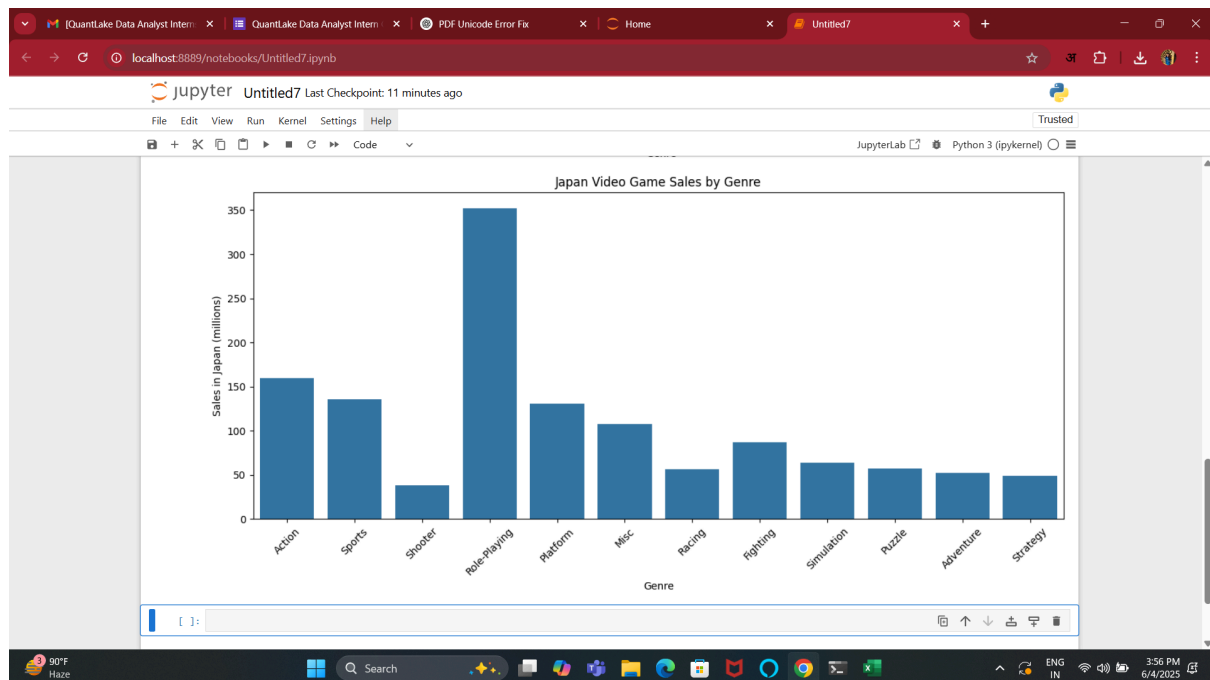 [QuantLake Data Analyst Intern QuantLake Data Analyst Intern PDF Unicode Error Fix Home Untitled7
localhost:8889/notebooks/Untitled7.ipynb अ
jupyter Untitled7 Last Checkpoint: 11 minutes ago
File Edit View Run Kernel Settings Help Trusted
Code JupyterLab Python 3 (ipykernel)
Japan Video Game Sales by Genre
Sales in Japan (millions)
350
300
250
200
150
100
50
0
Action Sports Shooter Role-Playing Platform Misc Racing Fighting Simulation Puzzle Adventure Strategy
Genre
[ ]:
3 90°F Search ENG 3:56 PM
Haze IN 6/4/2025